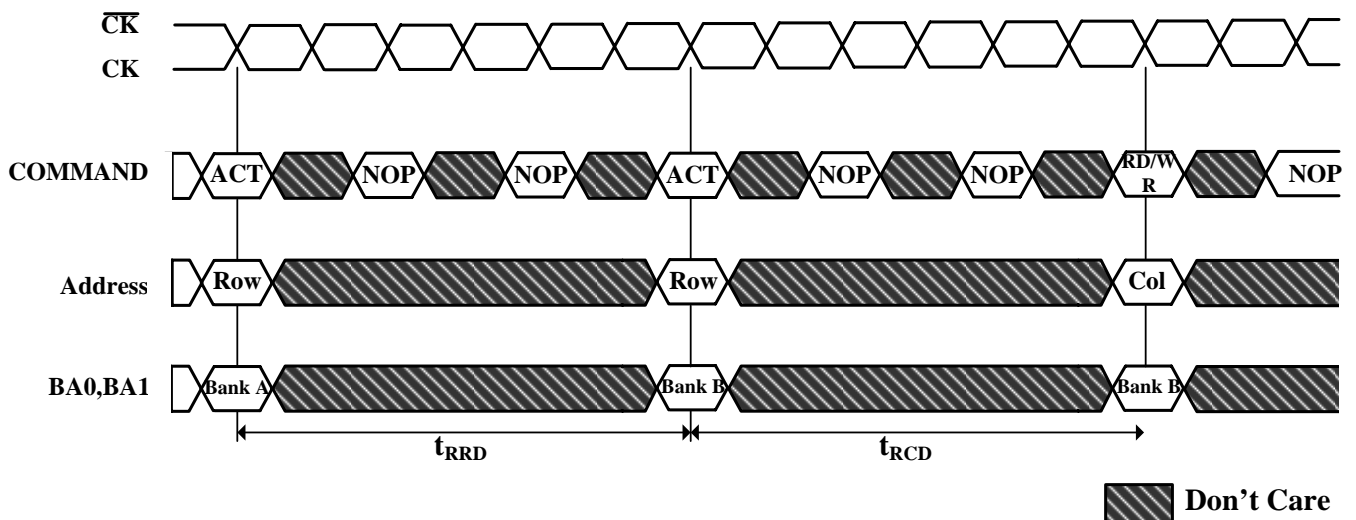 CK
CK
COMMAND ACT NOP NOP ACT NOP NOP RD/W NOP
R
Address Row Row Col
BA0,BA1 Bank A Bank B Bank B
tRRD tRCD
Don't Care